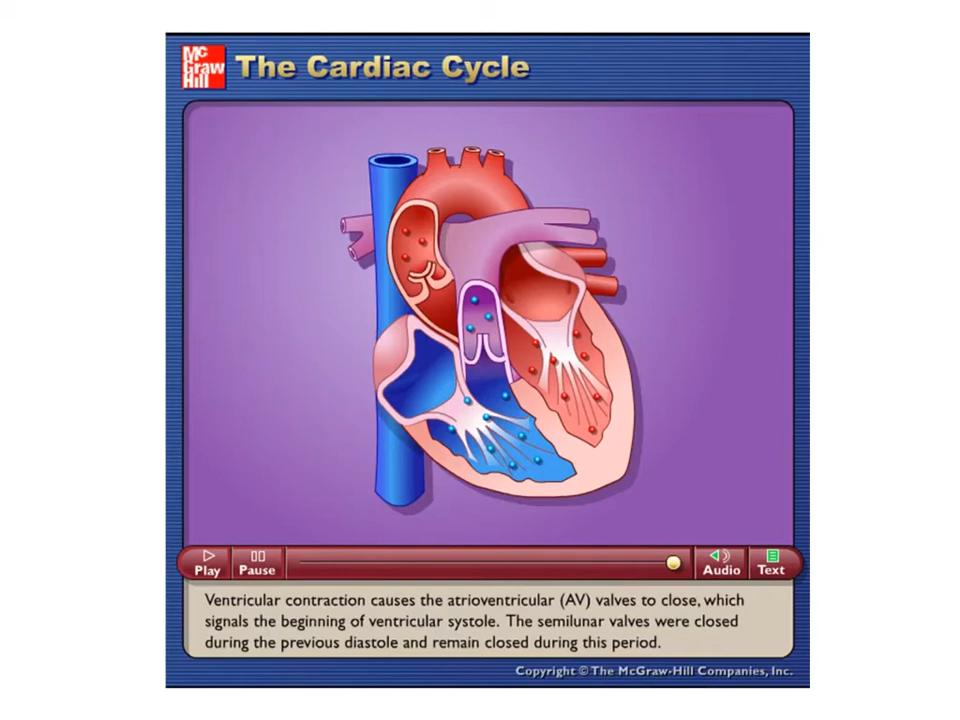 Mc
Graw
Hill
The Cardiac Cycle
Play
Pause
Audio
Text
Ventricular contraction causes the atrioventricular (AV) valves to close, which
signals the beginning of ventricular systole. The semilunar valves were closed
during the previous diastole and remain closed during this period.
Copyright © The McGraw-Hill Companies, Inc.